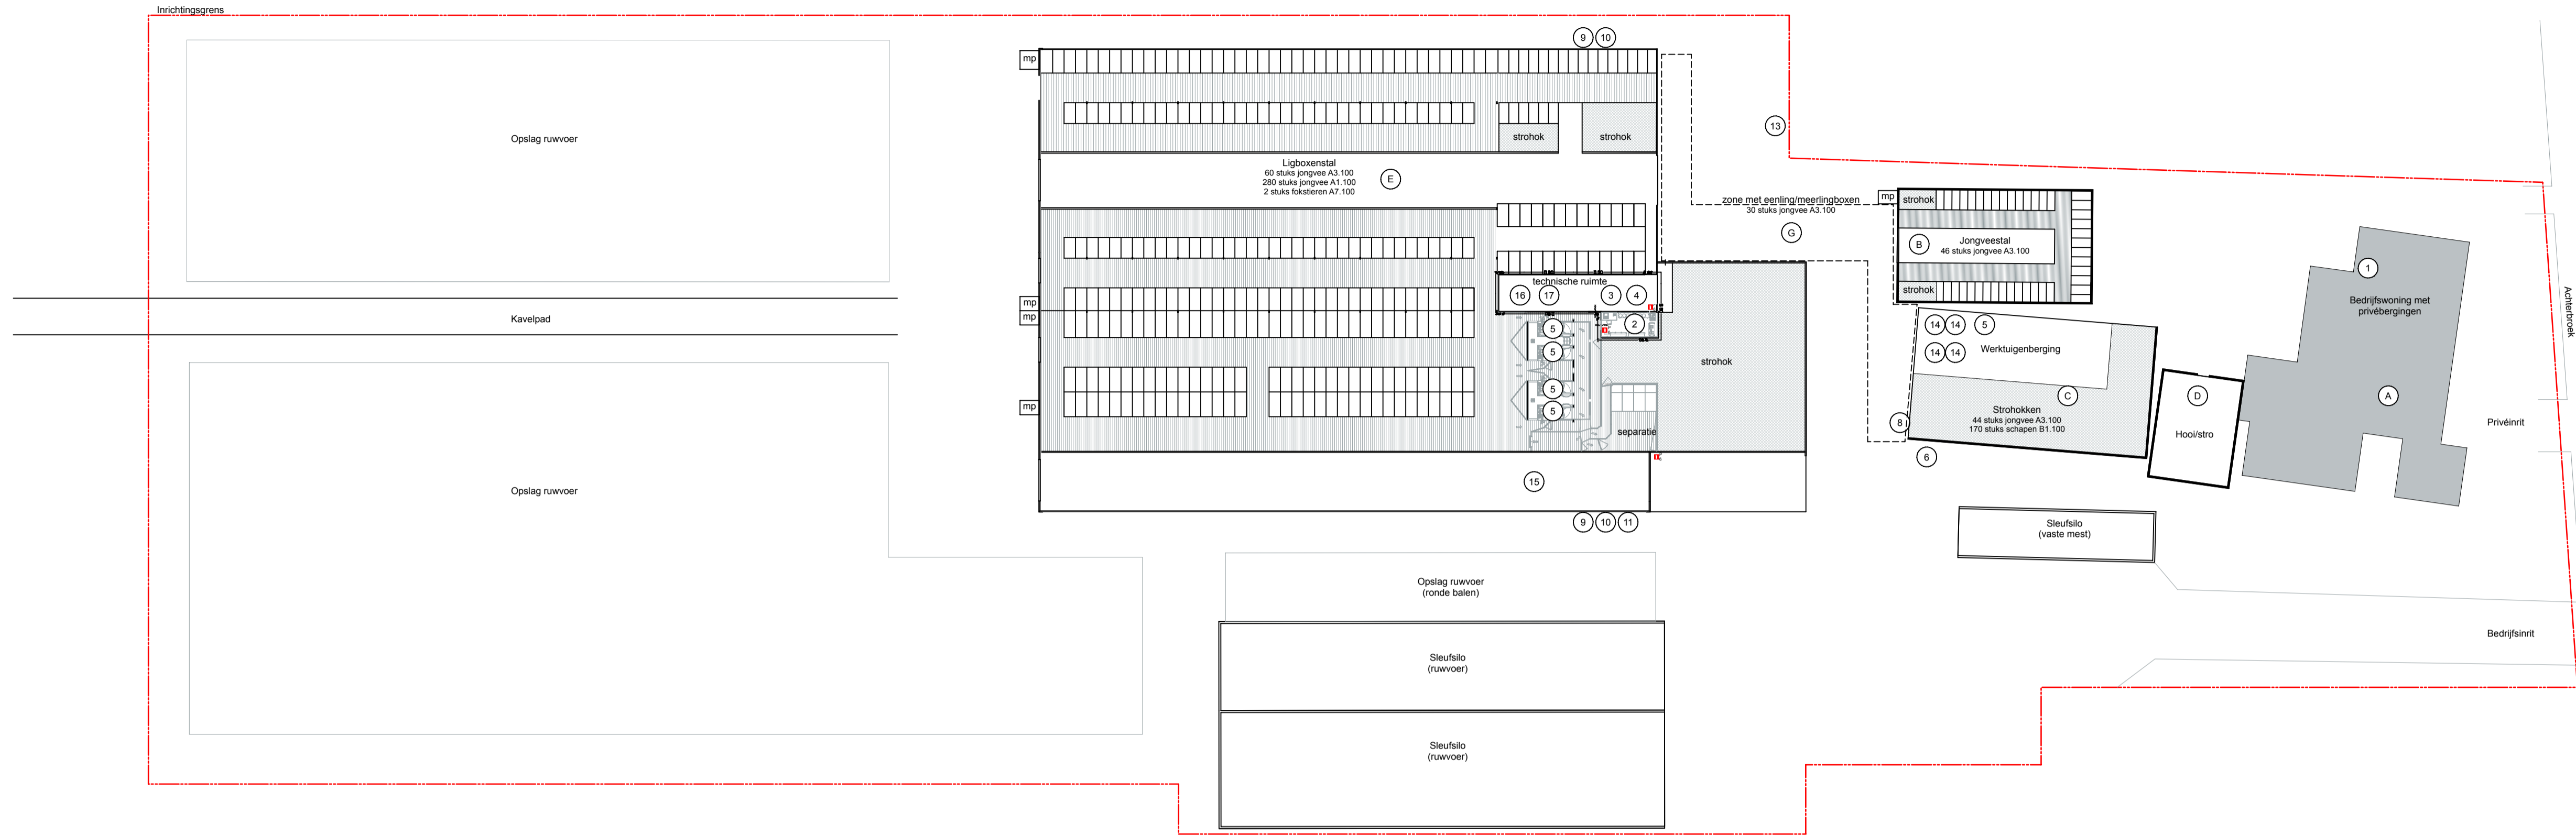 Inrichtingsgrens
Opslag ruwvoer
Kavelpad
Opslag ruwvoer
mp
mp
mp
mp
9
10
strohok
strohok
Ligboxenstal
60 stuks jongvee A3.100
280 stuks jongvee A1.100
2 stuks fokstieren A7.100
E
technische ruimte
16
17
3
4
2
5
5
5
5
separatie
strohok
15
9
10
11
13
zone met eenling/meerlingboxen
30 stuks jongvee A3.100
G
mp
strohok
B
Jongveestal
46 stuks jongvee A3.100
strohok
14
14
5
14
14
Werktuigenberging
C
Strohokken
44 stuks jongvee A3.100
170 stuks schapen B1.100
8
6
D
Hooi/stro
1
Bedrijfswoning met
privébergingen
A
Achterbroek
Privéinrit
Sleufsilo
(vaste mest)
Bedrijfsinrit
Opslag ruwvoer
(ronde balen)
Sleufsilo
(ruwvoer)
Sleufsilo
(ruwvoer)